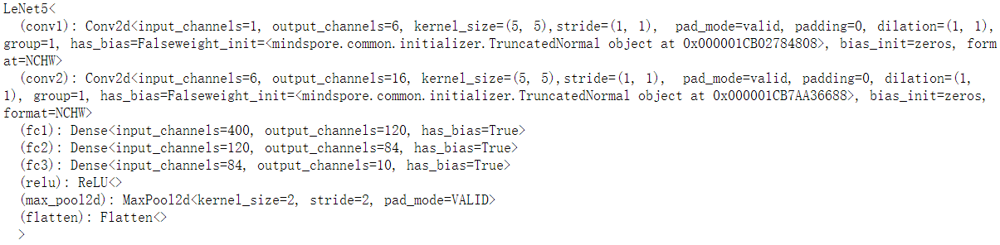 LeNet5<
(conv1): Conv2d<input_channels=1, output_channels=6, kernel_size=(5, 5),stride=(1, 1),  pad_mode=valid, padding=0, dilation=(1, 1),
group=1, has_bias=Falseweight_init=<mindspore.common.initializer.TruncatedNormal object at 0x000001CB02784808>, bias_init=zeros, form
at=NCHW>
(conv2): Conv2d<input_channels=6, output_channels=16, kernel_size=(5, 5),stride=(1, 1),  pad_mode=valid, padding=0, dilation=(1,
1), group=1, has_bias=Falseweight_init=<mindspore.common.initializer.TruncatedNormal object at 0x000001CB7AA36688>, bias_init=zeros,
format=NCHW>
(fc1): Dense<input_channels=400, output_channels=120, has_bias=True>
(fc2): Dense<input_channels=120, output_channels=84, has_bias=True>
(fc3): Dense<input_channels=84, output_channels=10, has_bias=True>
(relu): ReLU<>
(max_pool2d): MaxPool2d<kernel_size=2, stride=2, pad_mode=VALID>
(flatten): Flatten<>
>